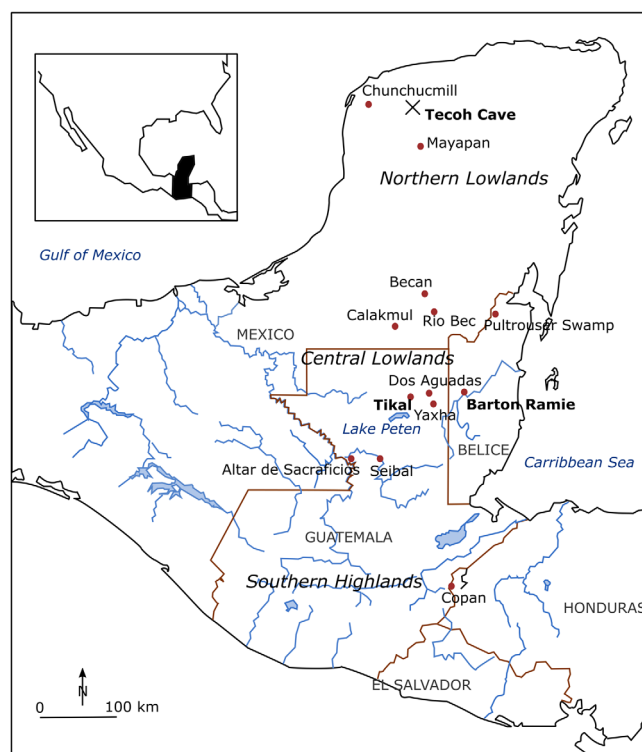 Chunchucmill
Tecoh Cave
Mayapan
Northern Lowlands
Gulf of Mexico
Becan
Calakmul
Rio Bec
Pultrouser Swamp
MEXICO
Central Lowlands
Dos Aguadas
Tikal
Yaxha
Barton Ramie
Lake Peten
BELICE
Carribbean Sea
Altar de Sacraficios
Seibal
GUATEMALA
Southern Highlands
Copan
HONDURAS
EL SALVADOR
N
0 100 km